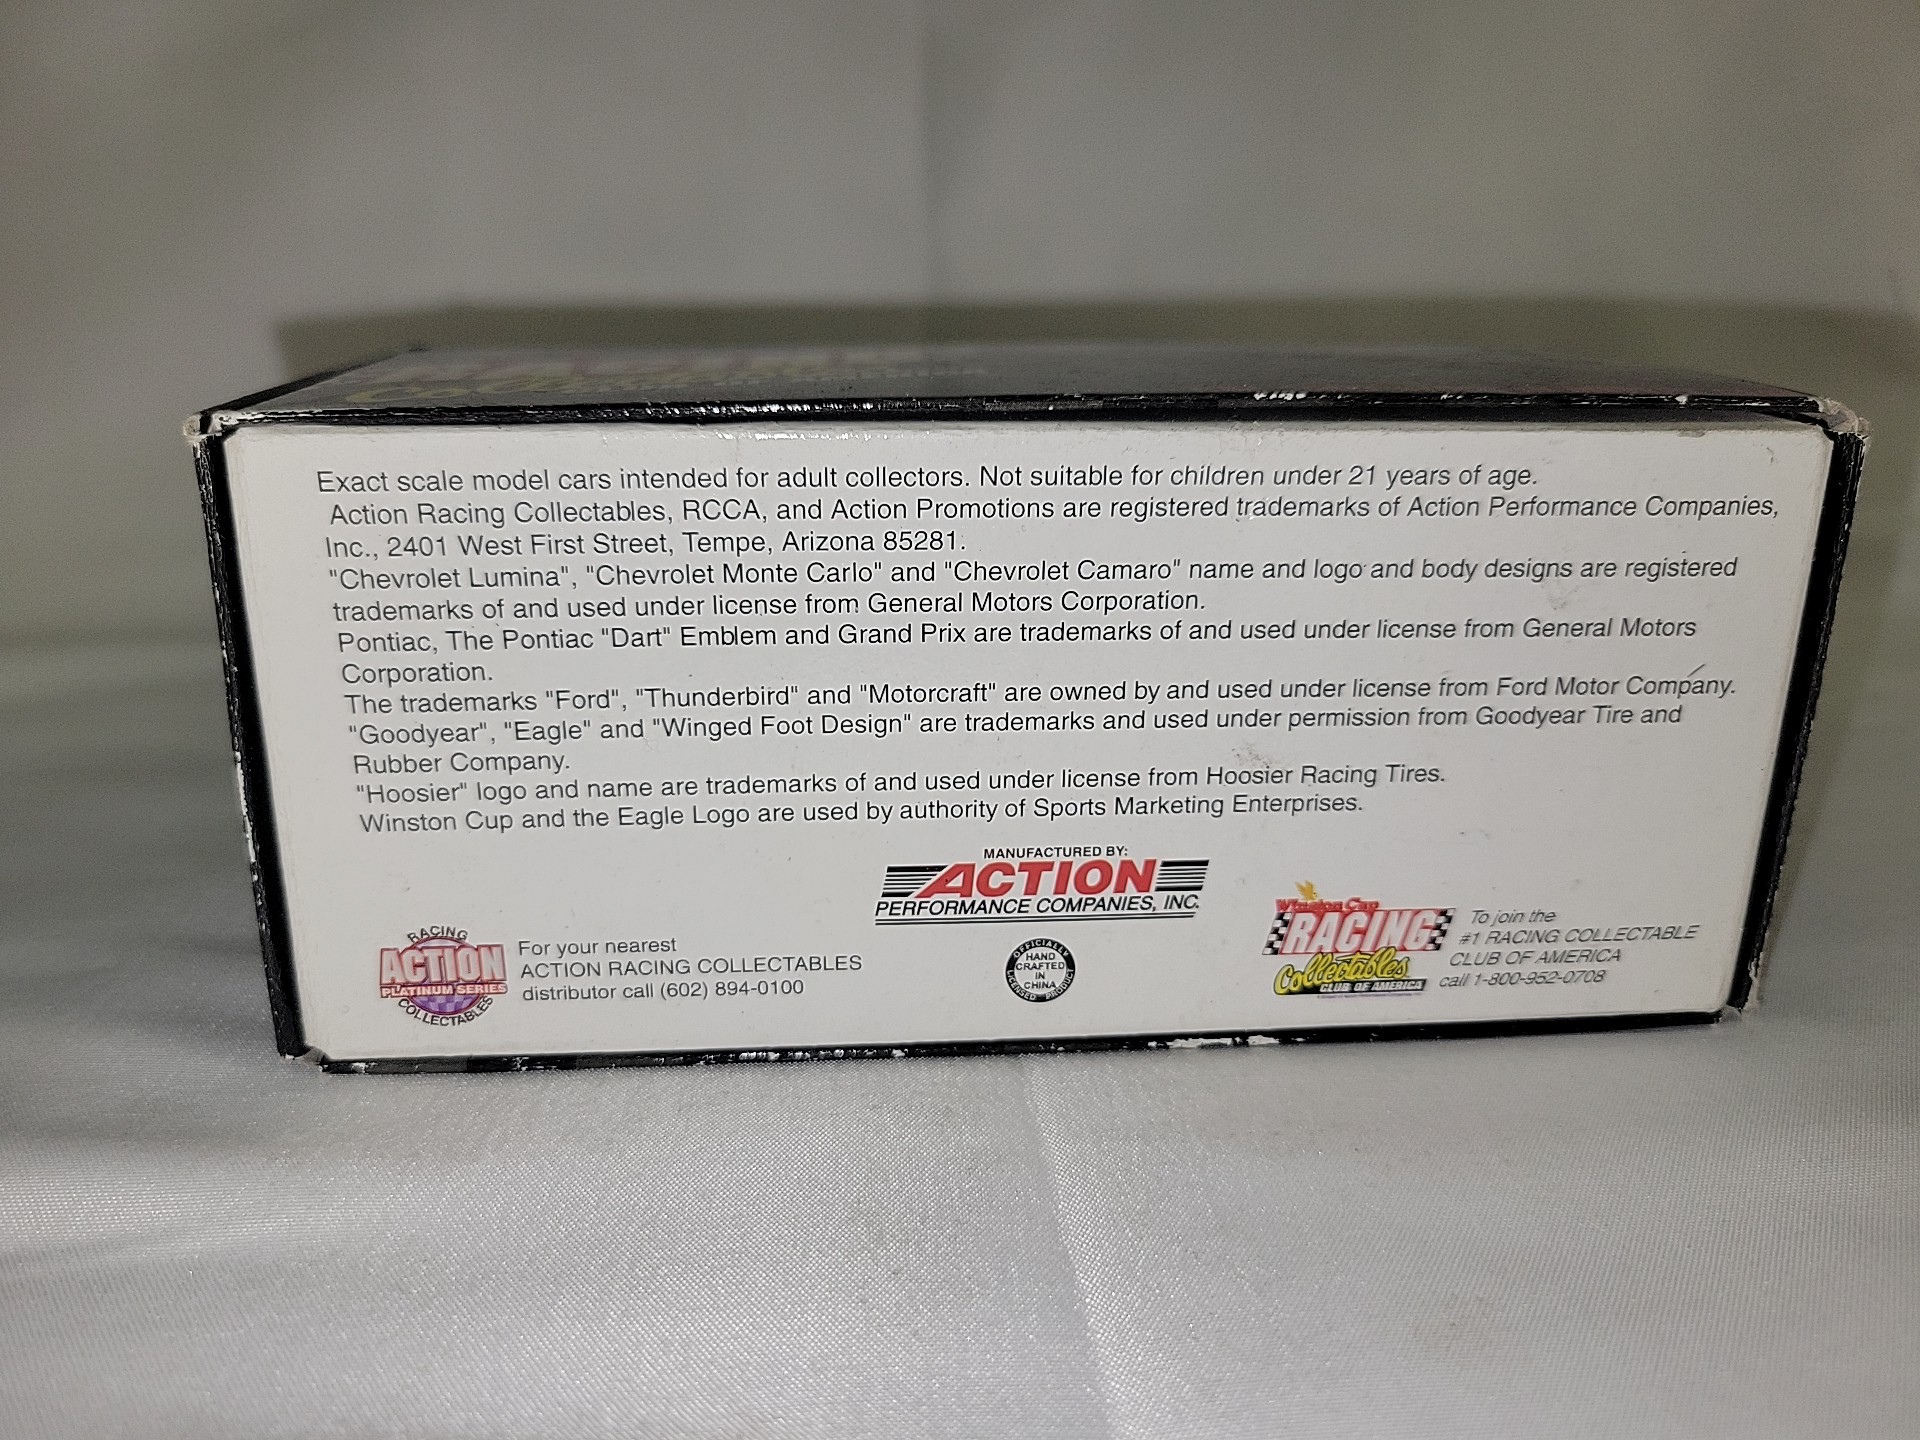 Exact scale model cars intended for adult collectors. Not suitable for children under 21 years of age.
Action Racing Collectables, RCCA, and Action Promotions are registered trademarks of Action Performance Companies,
Inc., 2401 West First Street, Tempe, Arizona 85281.
"Chevrolet Lumina", "Chevrolet Monte Carlo" and "Chevrolet Camaro" name and logo and body designs are registered
trademarks of and used under license from General Motors Corporation.
Pontiac, The Pontiac "Dart" Emblem and Grand Prix are trademarks of and used under license from General Motors
Corporation.
The trademarks "Ford", "Thunderbird" and "Motorcraft" are owned by and used under license from Ford Motor Company.
"Goodyear", "Eagle" and "Winged Foot Design" are trademarks and used under permission from Goodyear Tire and
Rubber Company.
"Hoosier" logo and name are trademarks of and used under license from Hoosier Racing Tires.
Winston Cup and the Eagle Logo are used by authority of Sports Marketing Enterprises.
MANUFACTURED BY:
ACTION
PERFORMANCE COMPANIES, INC.
RACING
ACTION
PLATINUM SERIES
COLLECTABLES
For your nearest
ACTION RACING COLLECTABLES
distributor call (602) 894-0100
OFFICIALLY
HAND
CRAFTED
IN
CHINA
LICENSED PRODUCT
Winston Cup
RACING
Collectables
CLUB OF AMERICA
To join the
#1 RACING COLLECTABLE
CLUB OF AMERICA
call 1-800-952-0708